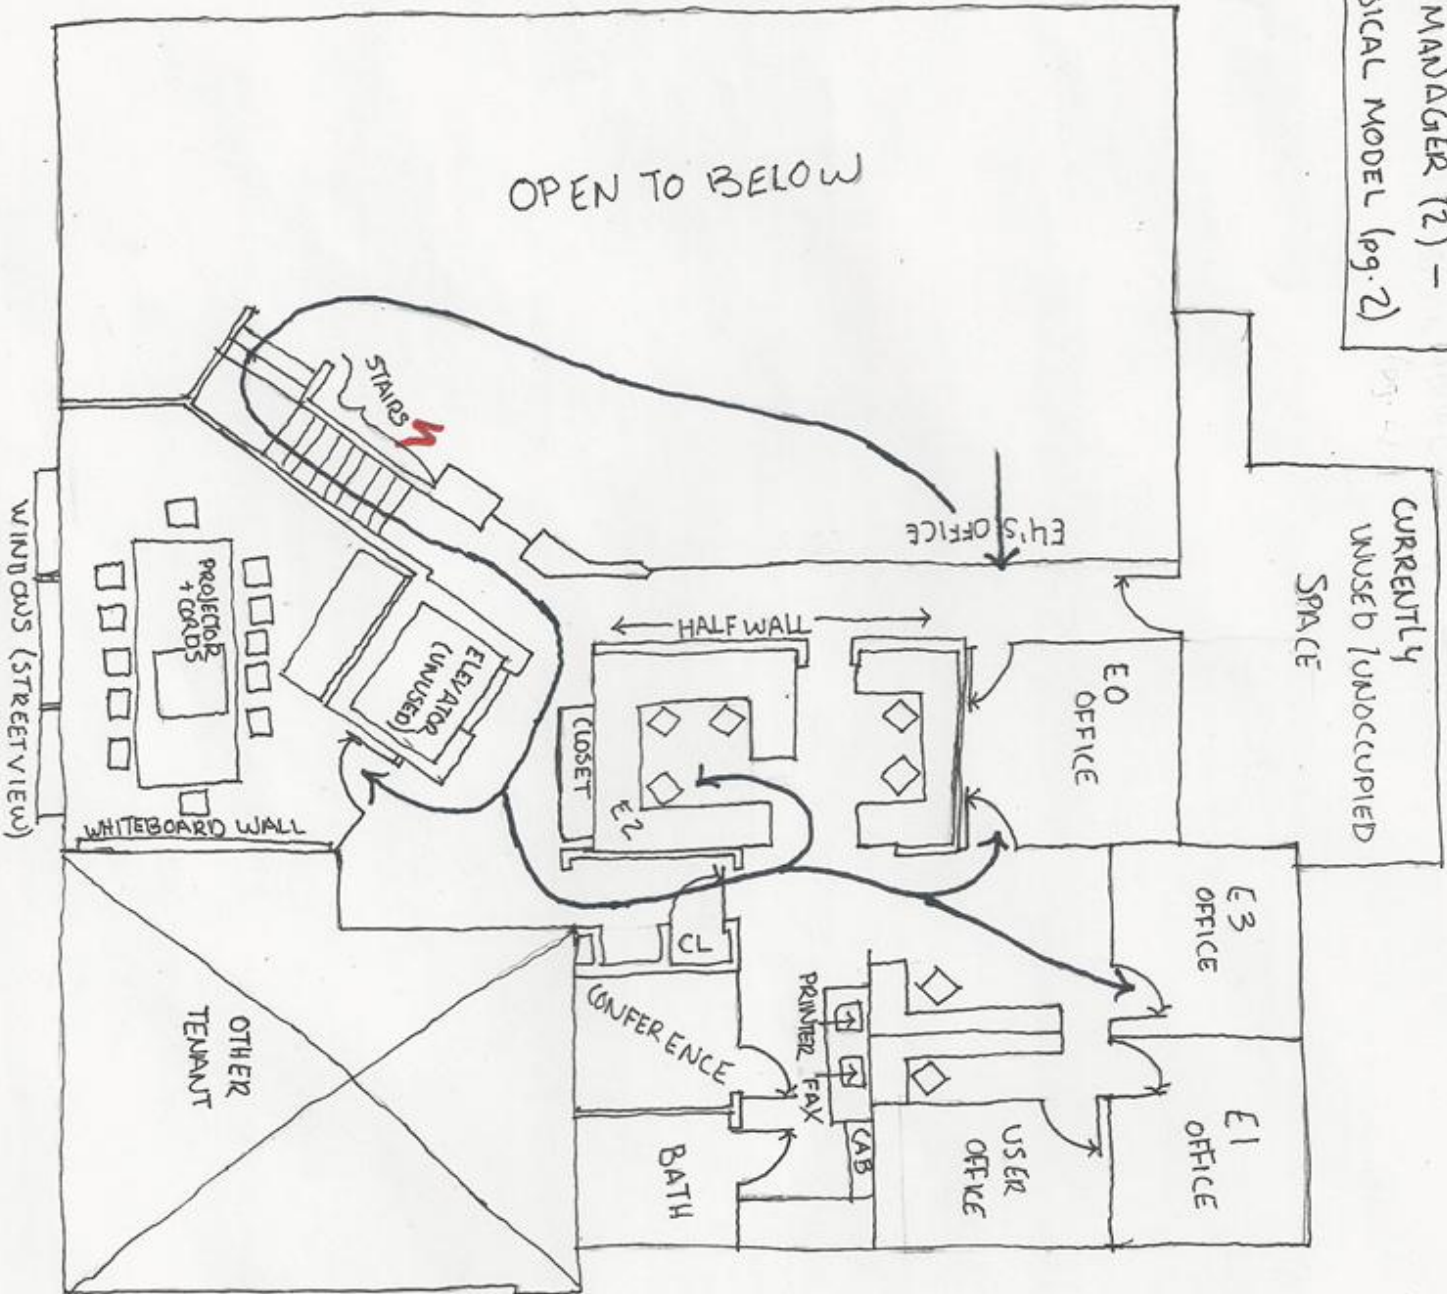 MANAGER (2) –
MODEL (pg. 2)
OPEN TO BELOW
CURRENTLY
UNUSED / UNOCCUPIED
SPACE
STAIRS
E4'S OFFICE
HALF WALL
E0
OFFICE
PROJECTOR
+ CORDS
ELEVATOR
(UNUSED)
CLOSET
E2
WINDOWS (STREETVIEW)
WHITEBOARD WALL
E3
OFFICE
CL
CONFERENCE
PRINTER
FAX
OTHER
TENANT
BATH
CAB
USER
OFFICE
E1
OFFICE